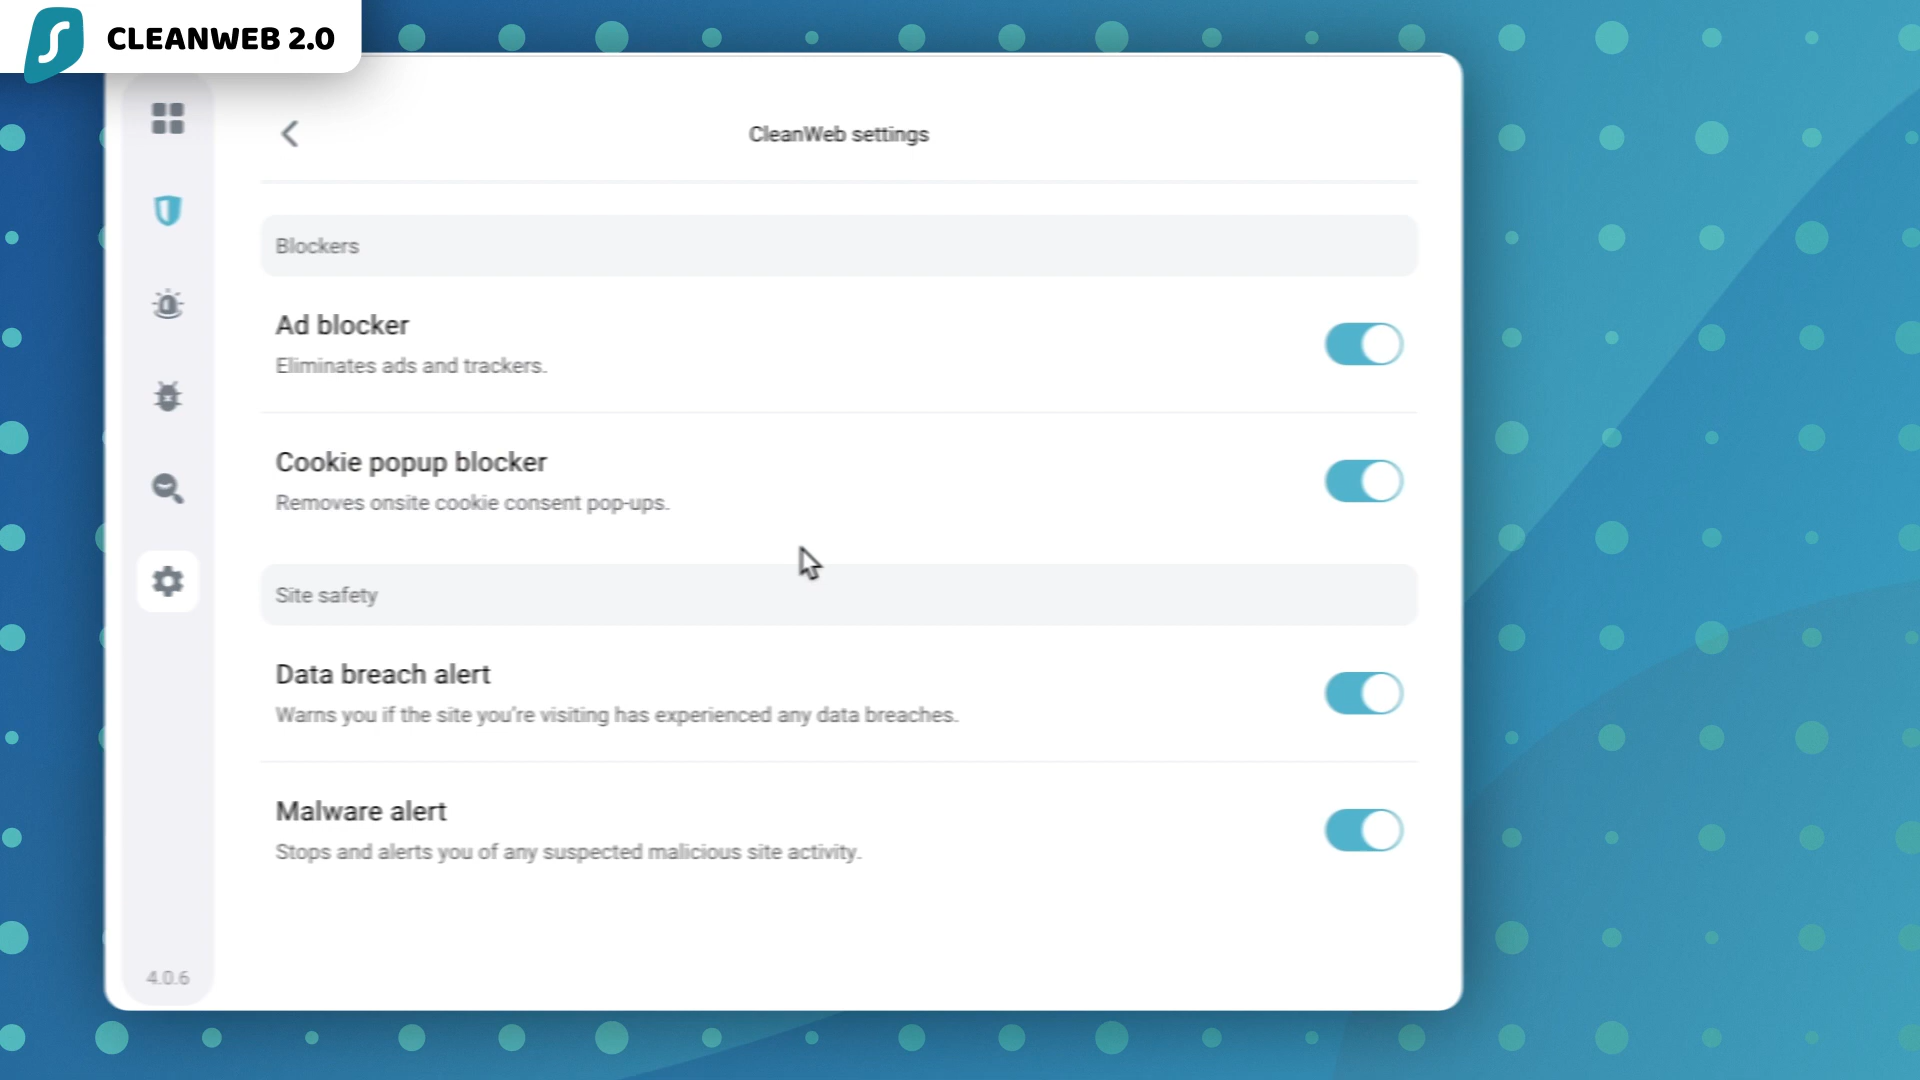 CLEANWEB 2.0
CleanWeb settings
Blockers
Ad blocker
Eliminates ads and trackers.
Cookie popup blocker
Removes onsite cookie consent pop-ups.
Site safety
Data breach alert
Warns you if the site you're visiting has experienced any data breaches.
Malware alert
Stops and alerts you of any suspected malicious site activity.
4.0.6